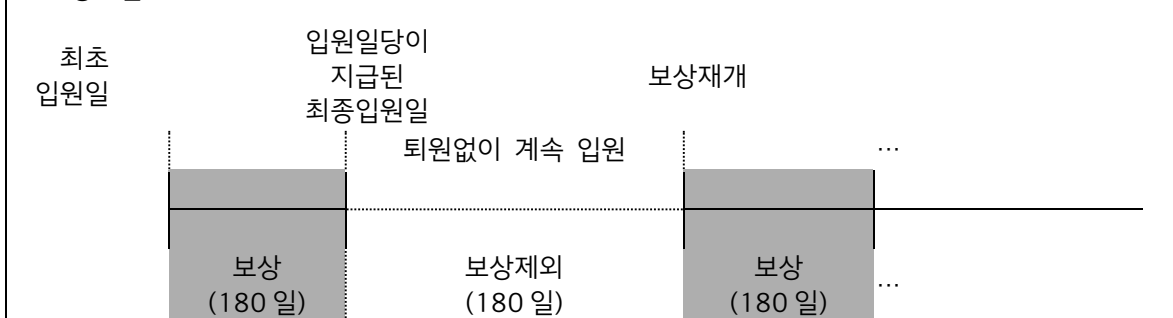 최초
입원일
입원일당이
지급된
최종입원일
보상재개
퇴원없이 계속 입원
…
보상
(180 일)
보상제외
(180 일)
보상
(180 일)
…